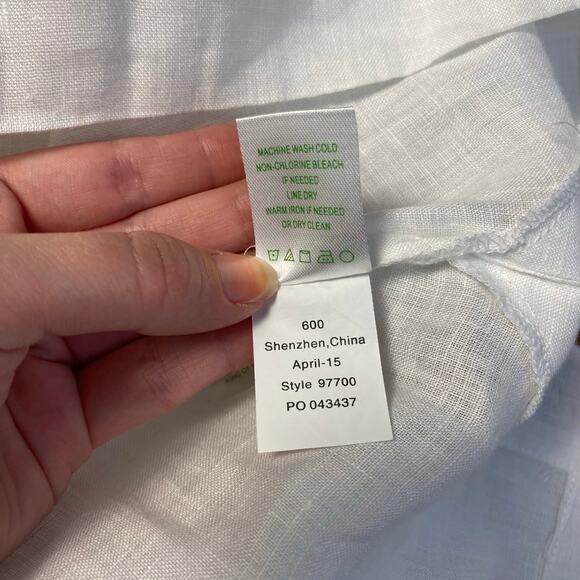 MACHINE WASH COLD
NON-CHLORINE BLEACH
IF NEEDED
LINE DRY
WARM IRON IF NEEDED
OR DRY CLEAN
600
Shenzhen,China
April-15
Style 97700
PO 043437